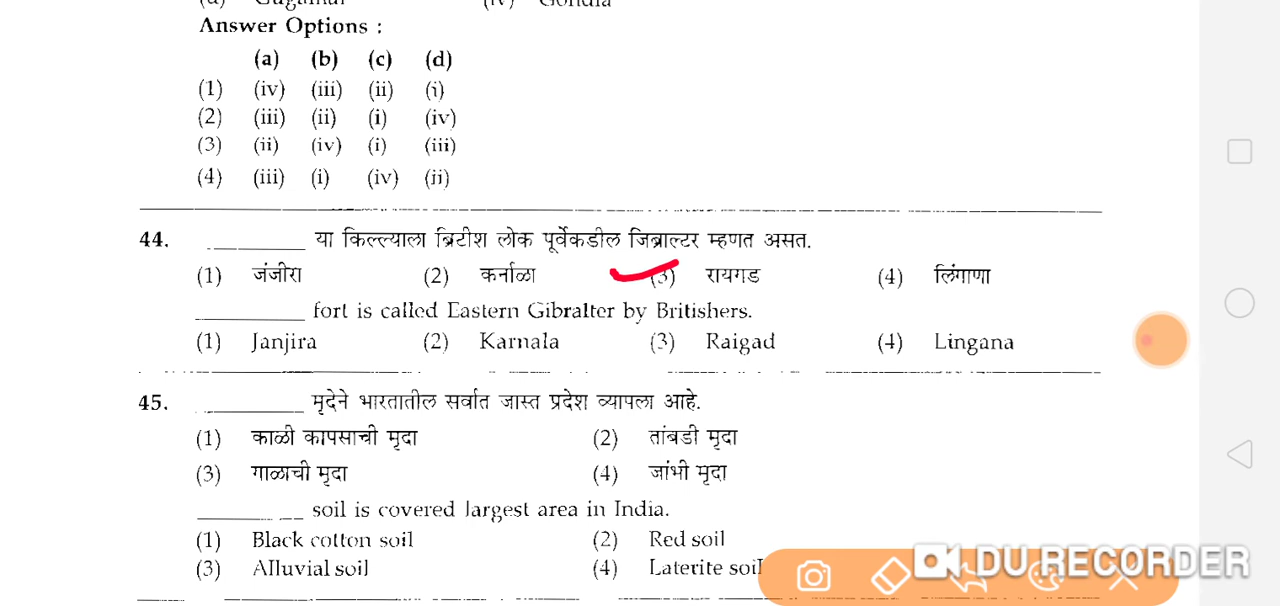 (d) Gugamal (iv) Gondia
Answer Options :
(a) (b) (c) (d)
(1) (iv) (iii) (ii) (i)
(2) (iii) (ii) (i) (iv)
(3) (ii) (iv) (i) (iii)
(4) (iii) (i) (iv) (ii)
44. ________ या किल्ल्याला ब्रिटीश लोक पूर्वेकडील जिब्राल्टर म्हणत असत.
(1) जंजीरा (2) कर्नाळा (3) रायगड (4) लिंगाणा
________ fort is called Eastern Gibralter by Britishers.
(1) Janjira (2) Karnala (3) Raigad (4) Lingana
45. ________ मृदेने भारतातील सर्वात जास्त प्रदेश व्यापला आहे.
(1) काळी कापसाची मृदा (2) तांबडी मृदा
(3) गाळाची मृदा (4) जांभी मृदा
________ soil is covered largest area in India.
(1) Black cotton soil (2) Red soil
(3) Alluvial soil (4) Laterite soil
DU RECORDER